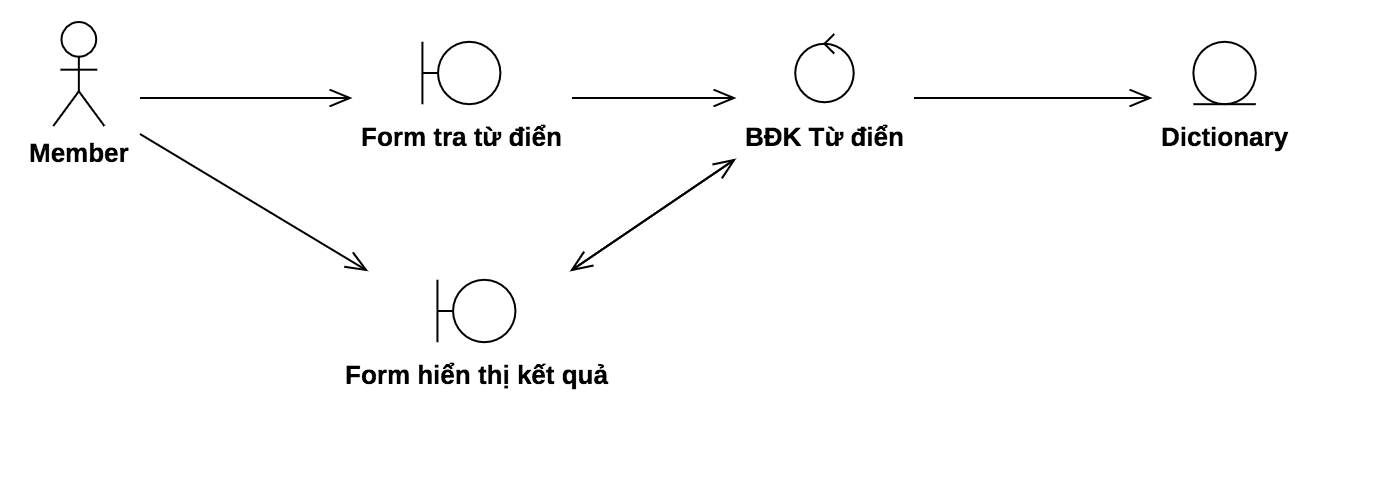 Member
Form tra từ điển
BĐK Từ điển
Dictionary
Form hiển thị kết quả